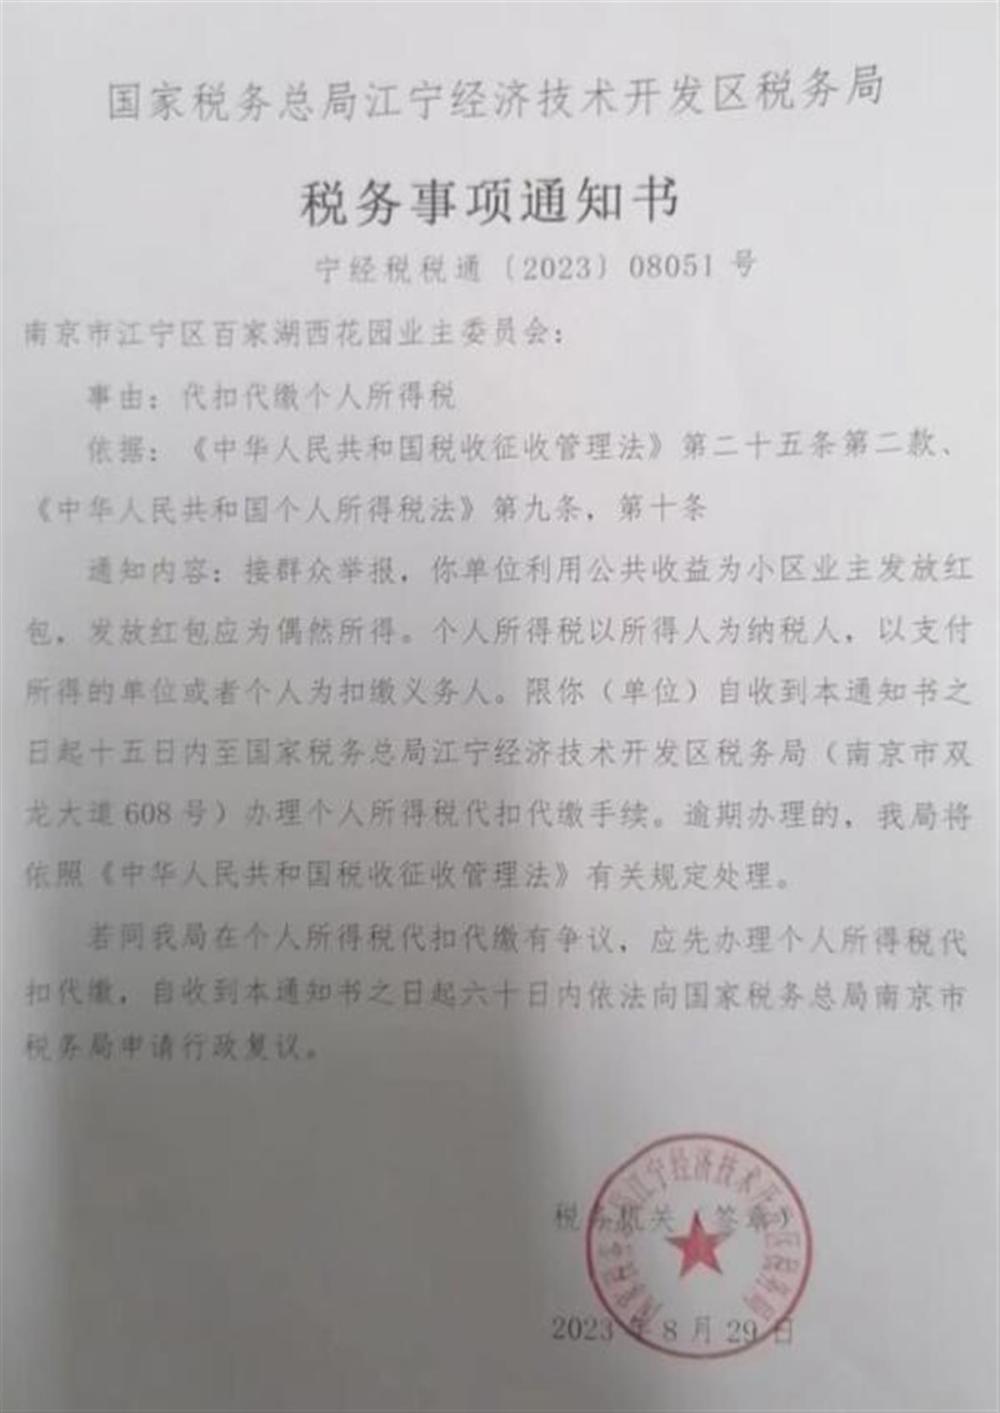 国家税务总局江宁经济技术开发区税务局
税务事项通知书
宁经税税通〔2023〕08051号
南京市江宁区百家湖西花园业主委员会：
事由：代扣代缴个人所得税
依据：《中华人民共和国税收征收管理法》第二十五条第二款、
《中华人民共和国个人所得税法》第九条，第十条
通知内容：接群众举报，你单位利用公共收益为小区业主发放红
包，发放红包应为偶然所得。个人所得税以所得人为纳税人，以支付
所得的单位或者个人为扣缴义务人。限你（单位）自收到本通知书之
日起十五日内至国家税务总局江宁经济技术开发区税务局（南京市双
龙大道608号）办理个人所得税代扣代缴手续。逾期办理的，我局将
依照《中华人民共和国税收征收管理法》有关规定处理。
若同我局在个人所得税代扣代缴有争议，应先办理个人所得税代
扣代缴，自收到本通知书之日起六十日内依法向国家税务总局南京市
税务局申请行政复议。
税务机关（签章）
2023年8月29日
国家税务总局江宁经济技术开发区税务局